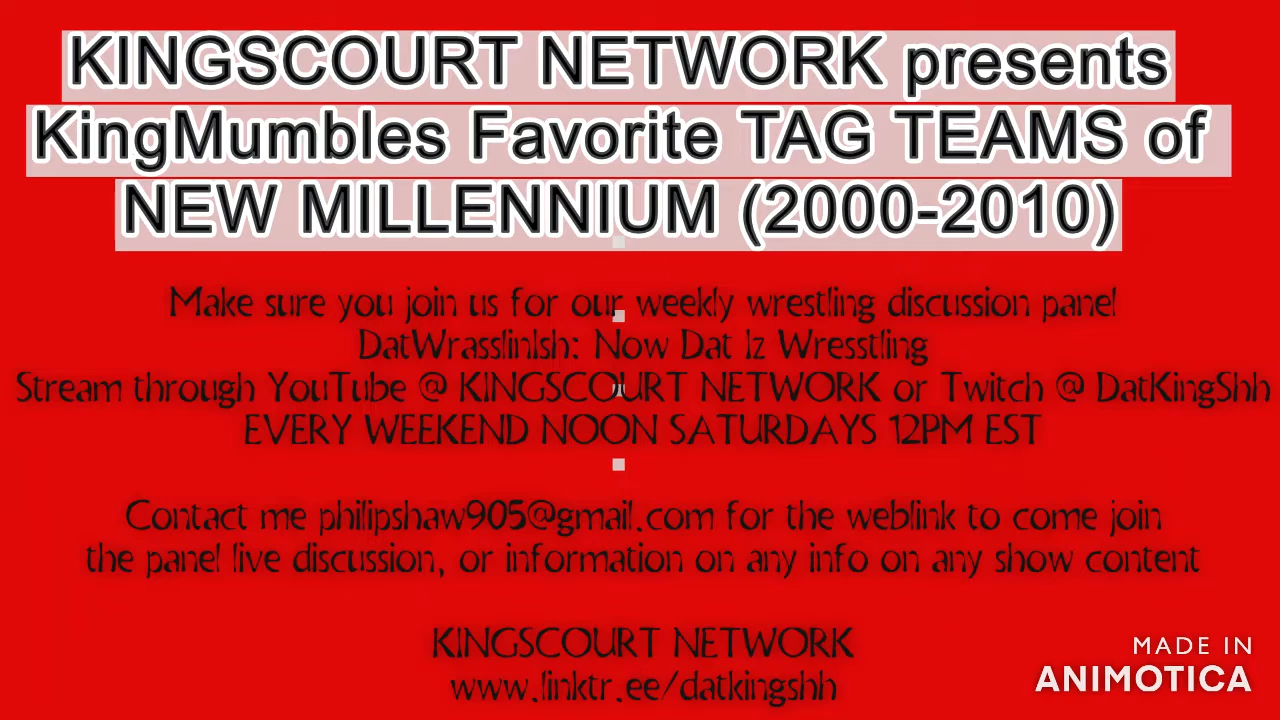 KINGSCOURT NETWORK presents
KingMumbles Favorite TAG TEAMS of
NEW MILLENNIUM (2000-2010)
Make sure you join us for our weekly wrestling discussion panel
DatWrasslinIsh: Now Dat Iz Wresstling
Stream through YouTube @ KINGSCOURT NETWORK or Twitch @ DatKingShh
EVERY WEEKEND NOON SATURDAYS 12PM EST
Contact me philipshaw905@gmail.com for the weblink to come join
the panel live discussion, or information on any info on any show content
KINGSCOURT NETWORK
www.linktr.ee/datkingshh
MADE IN
ANIMOTICA